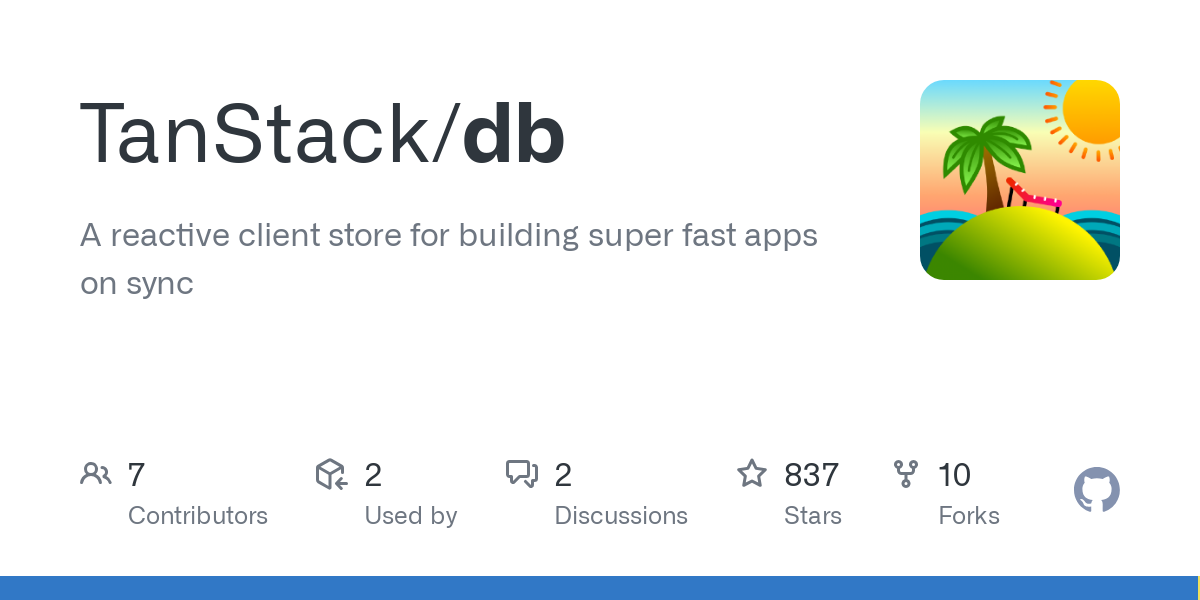 TanStack/db
A reactive client store for building super fast apps
on sync
7
Contributors
2
Used by
2
Discussions
837
Stars
10
Forks